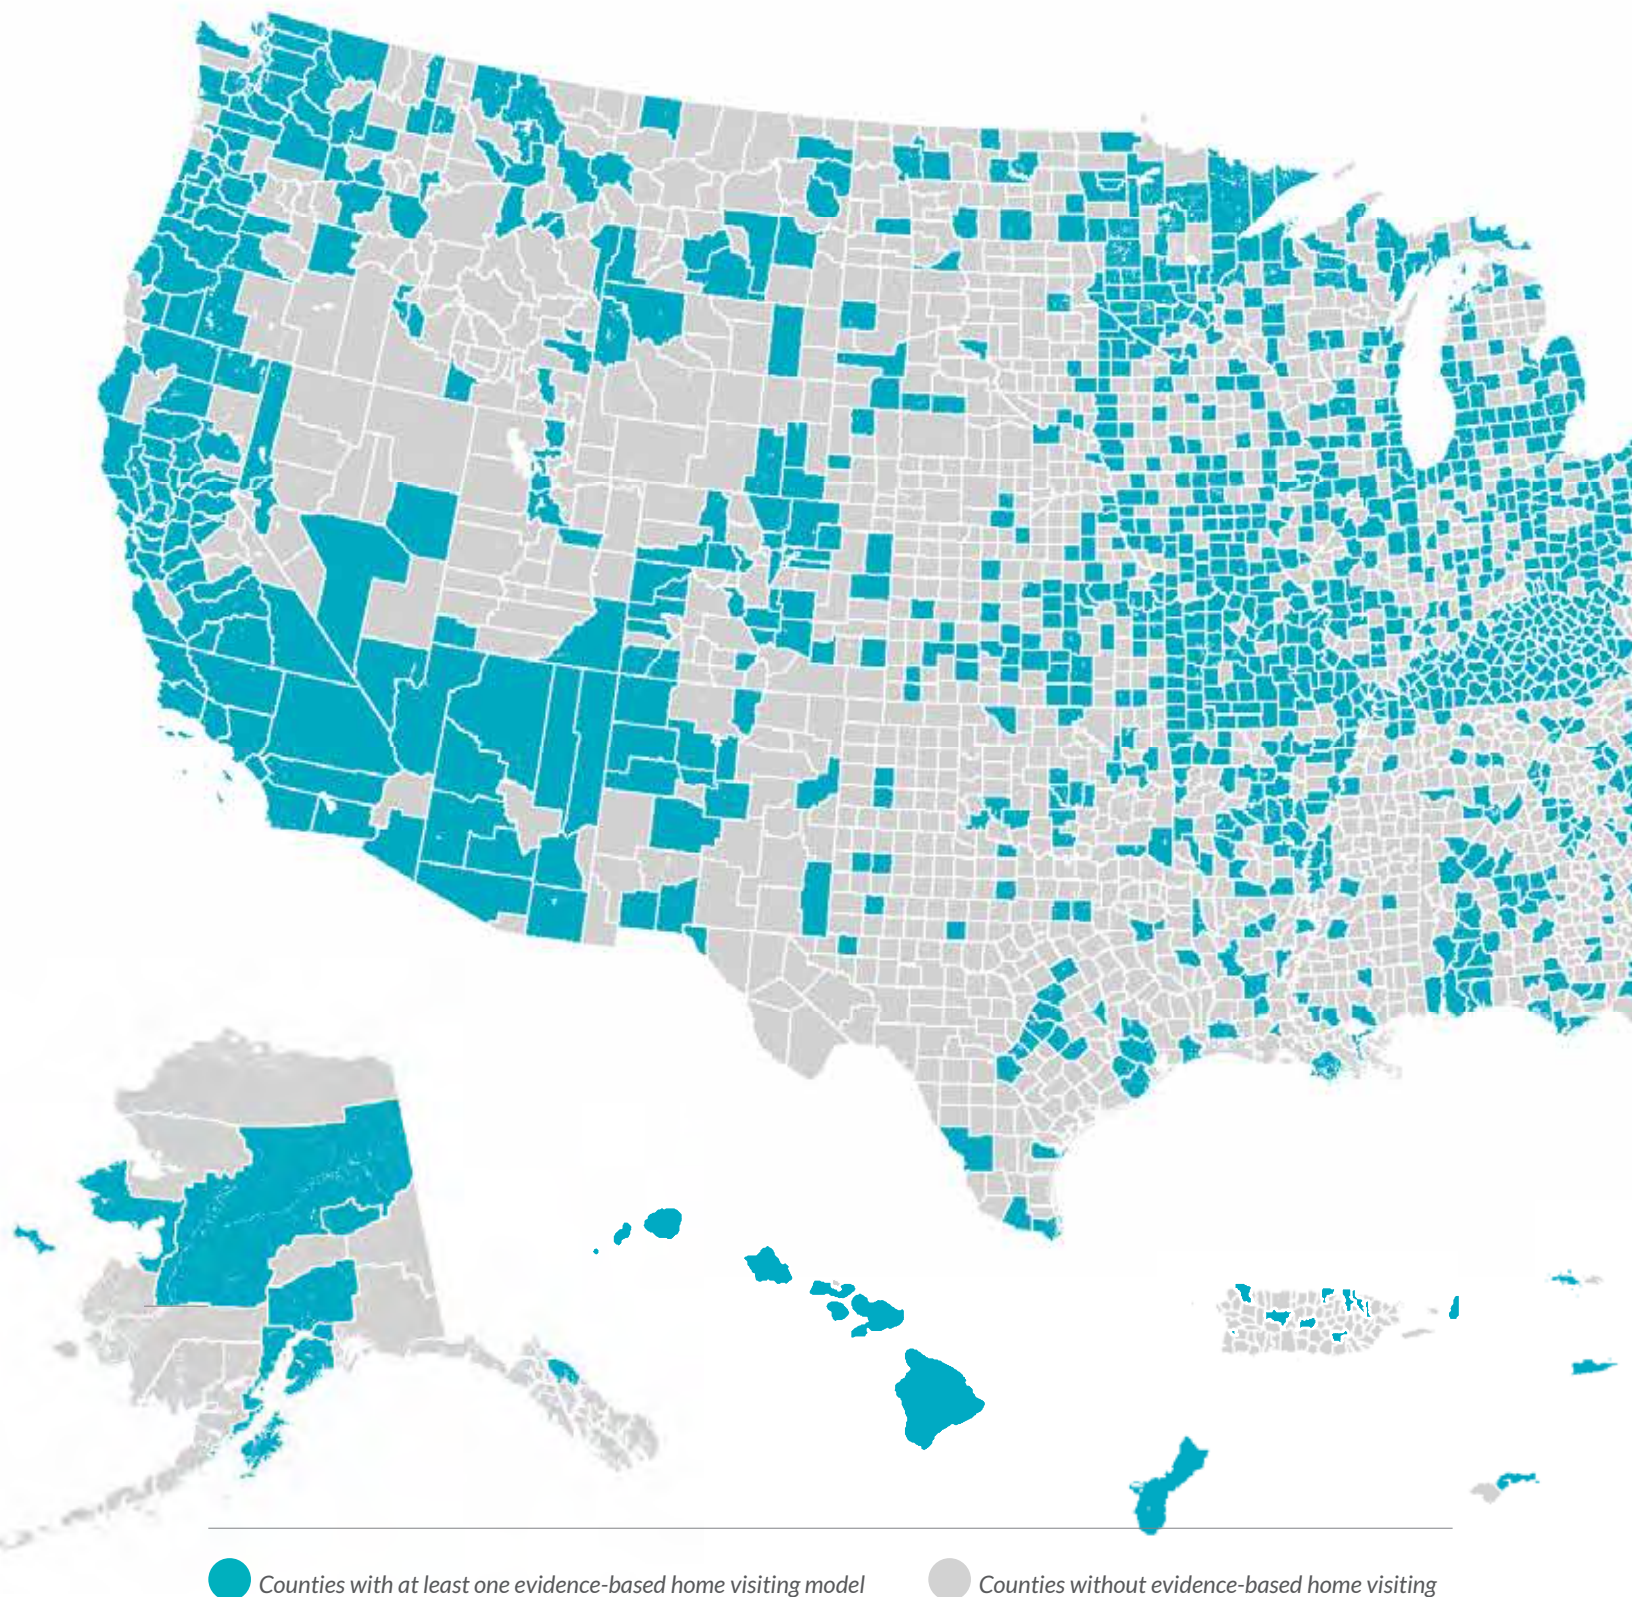 Counties with at least one evidence-based home visiting model
Counties without evidence-based home visiting